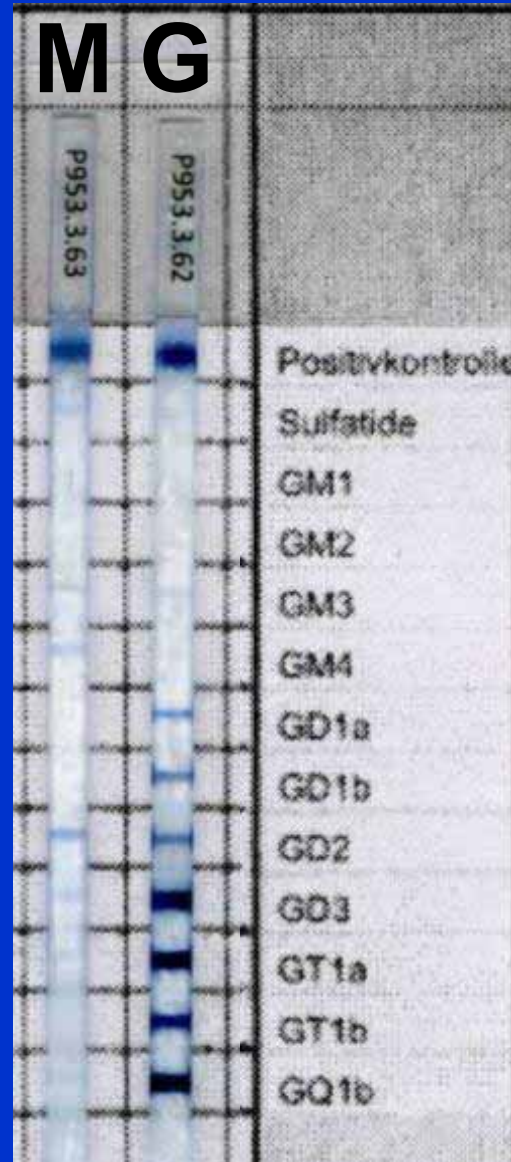 M G
P953.3.63
P953.3.62
Positivkontrolle
Sulfatide
GM1
GM2
GM3
GM4
GD1a
GD1b
GD2
GD3
GT1a
GT1b
GQ1b